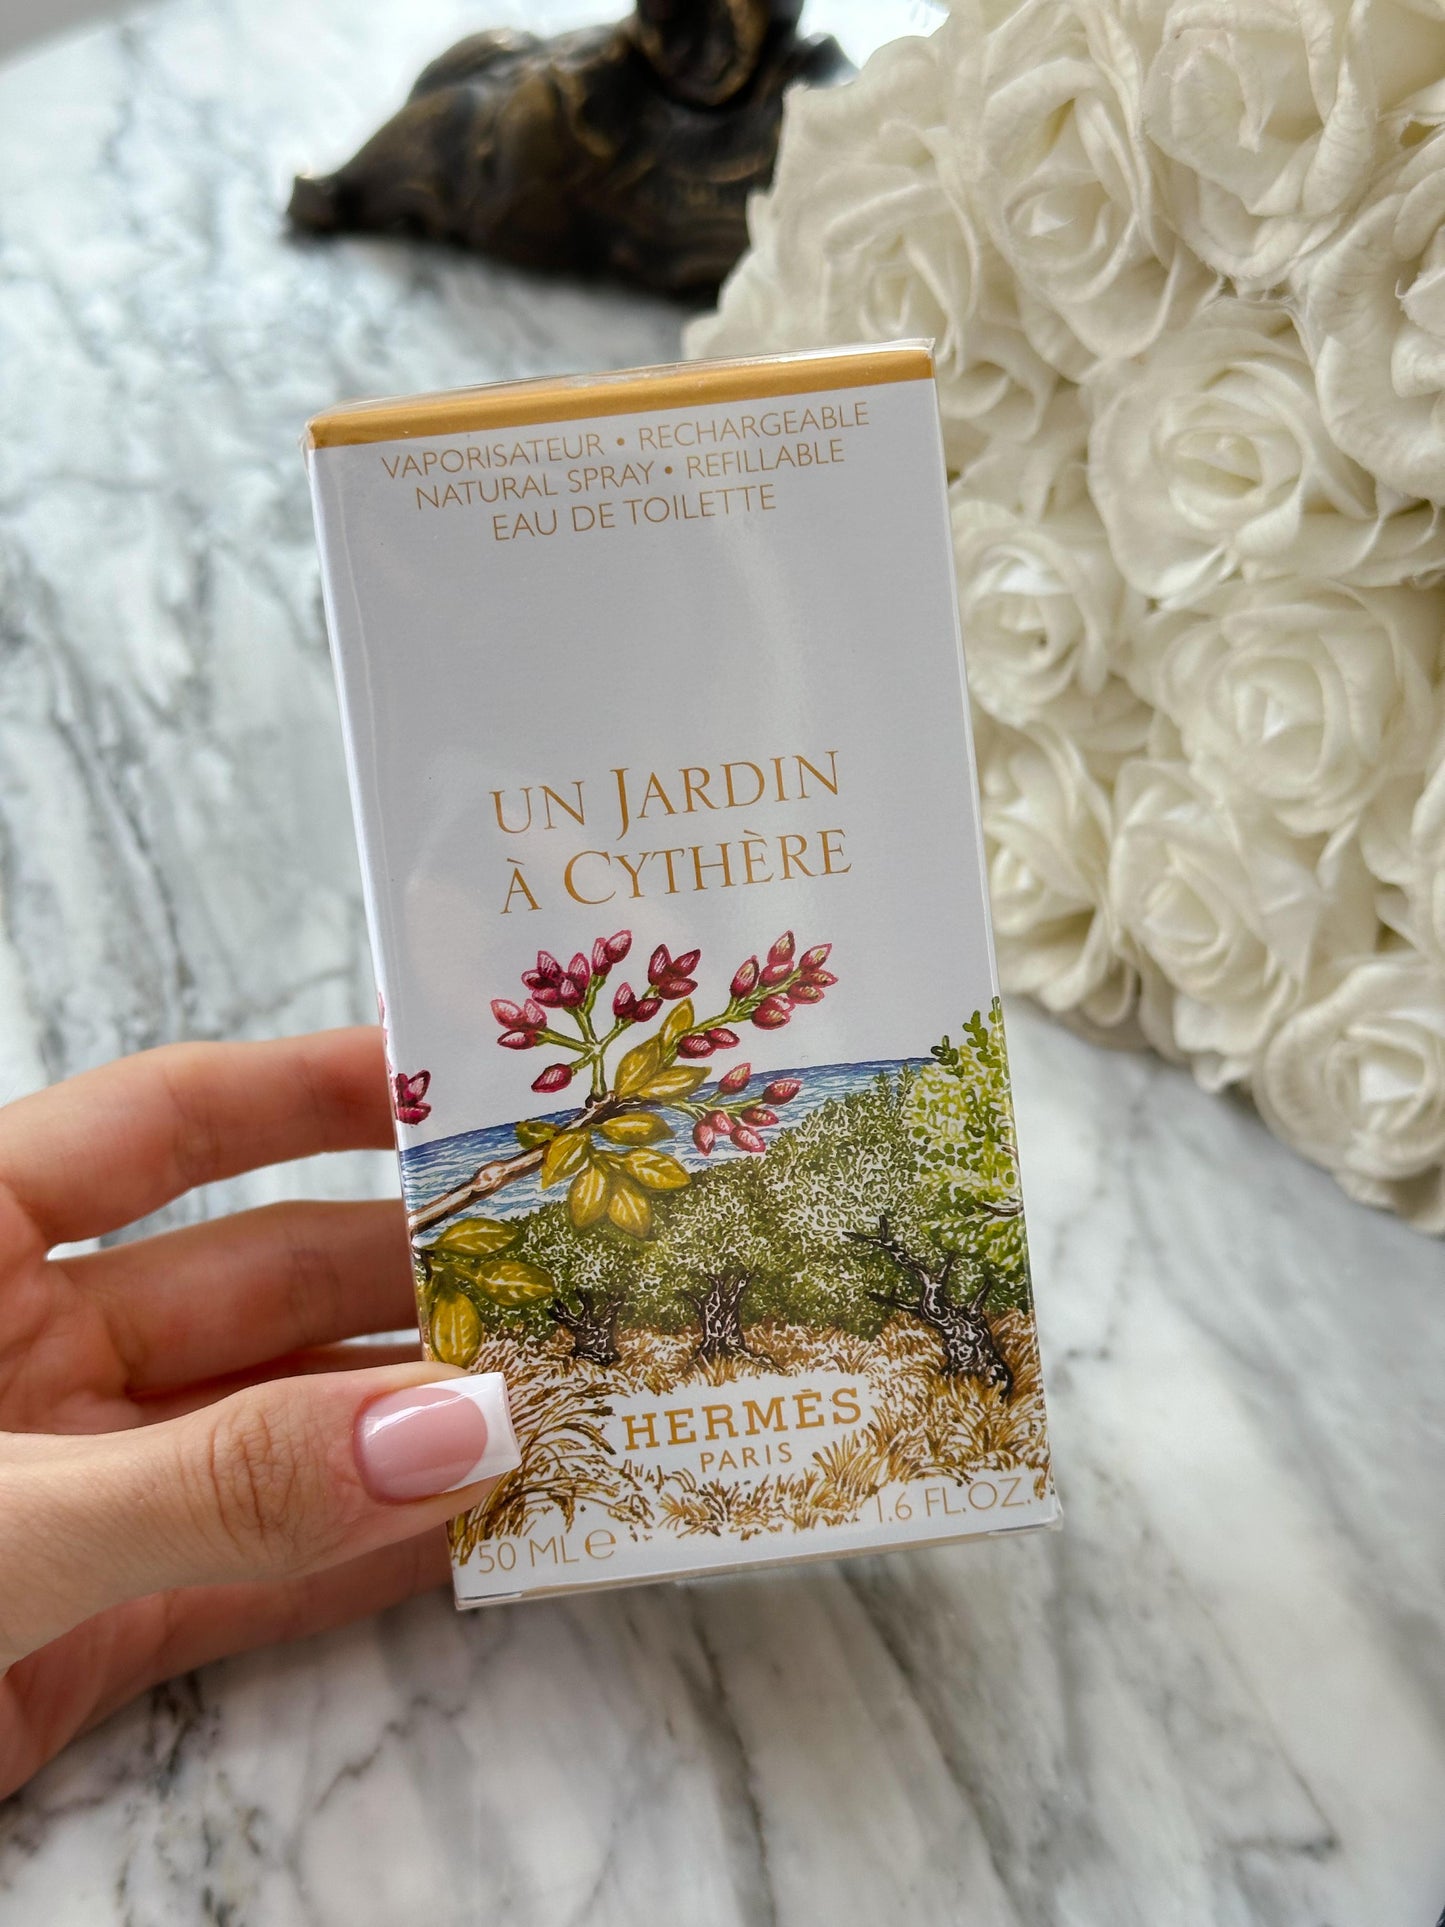 VAPORISATEUR • RECHARGEABLE
NATURAL SPRAY • REFILLABLE
EAU DE TOILETTE
UN JARDIN
À CYTHÈRE
HERMÈS
PARIS
50 ML℮ 1.6 FL.OZ.